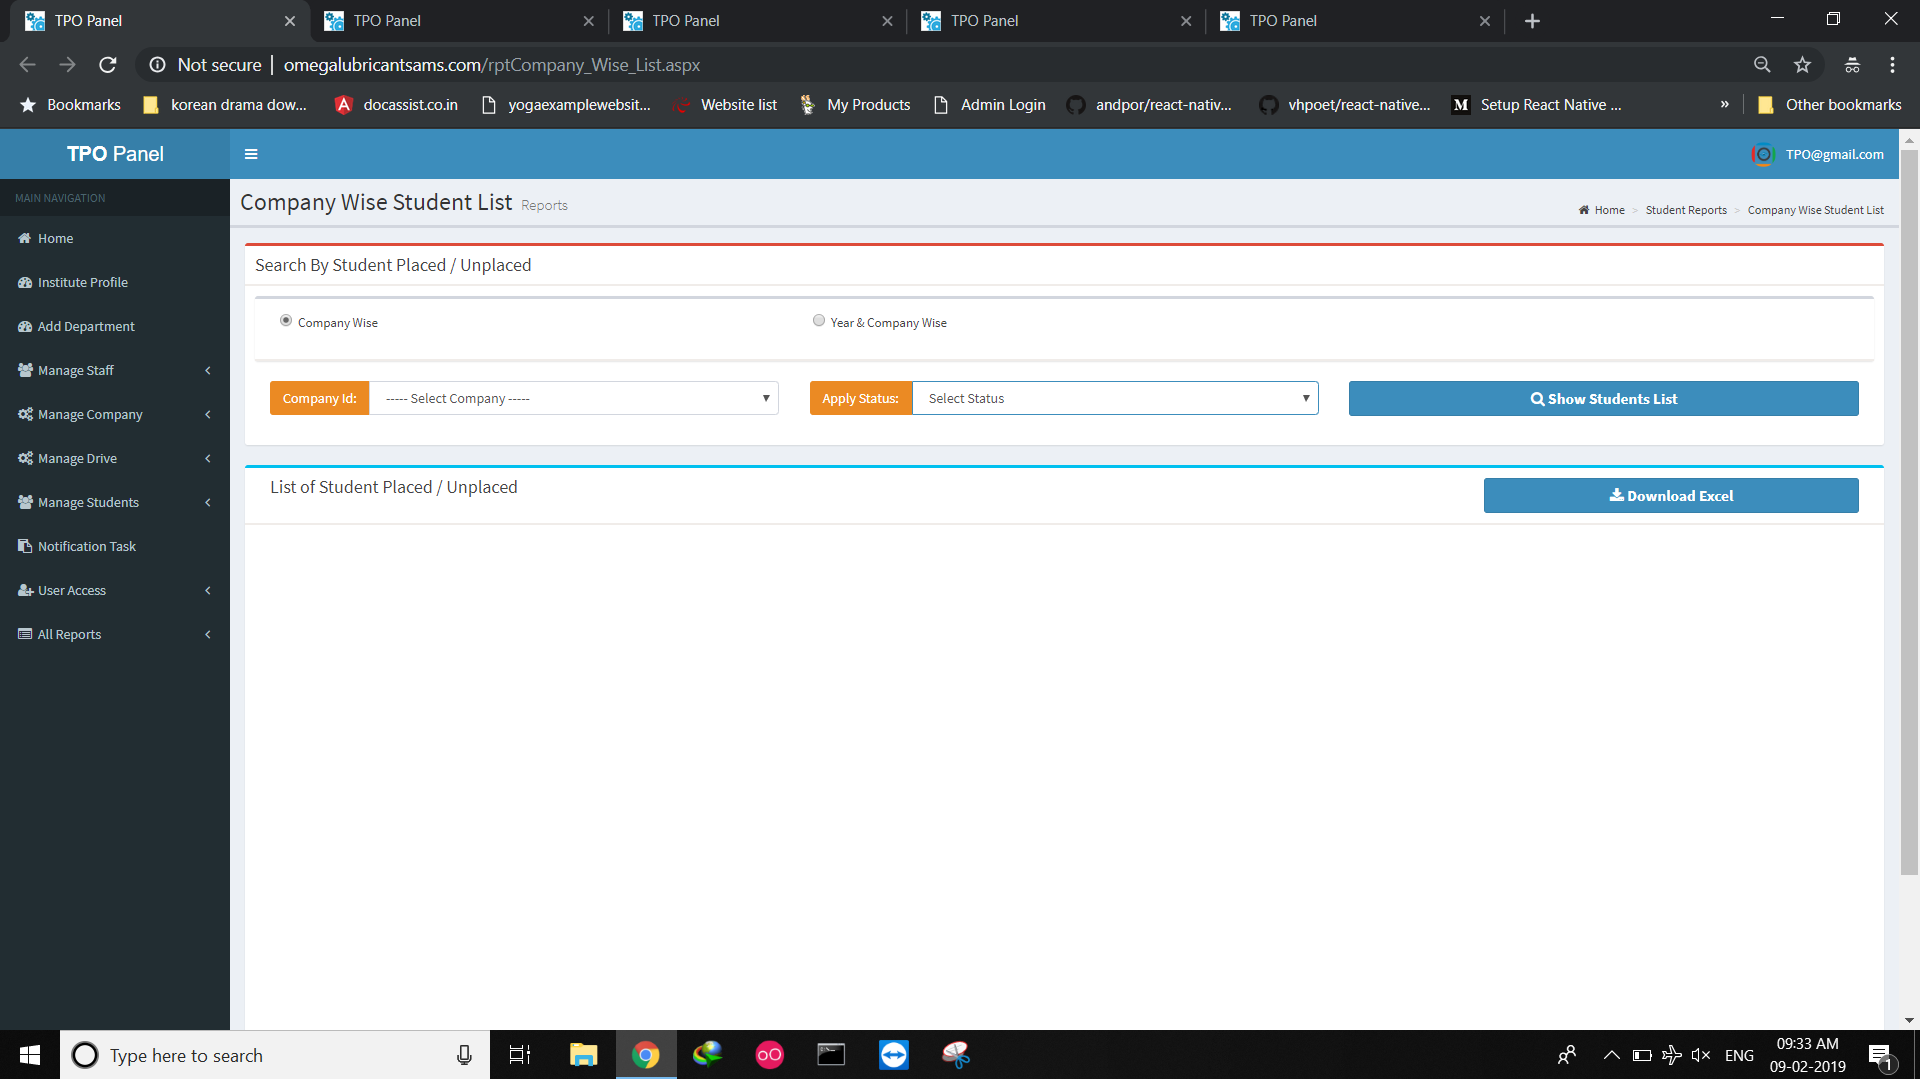 TPO Panel
TPO Panel
TPO Panel
TPO Panel
TPO Panel
Not secure | omegalubricantsams.com/rptCompany_Wise_List.aspx
Bookmarks
korean drama dow...
docassist.co.in
yogaexamplewebsit...
Website list
My Products
Admin Login
andpor/react-nativ...
vhpoet/react-native...
M Setup React Native ...
»
Other bookmarks
TPO Panel
TPO@gmail.com
MAIN NAVIGATION
Home
Institute Profile
Add Department
Manage Staff
Manage Company
Manage Drive
Manage Students
Notification Task
User Access
All Reports
Company Wise Student List Reports
Home > Student Reports > Company Wise Student List
Search By Student Placed / Unplaced
Company Wise
Year & Company Wise
Company Id: ----- Select Company -----
Apply Status: Select Status
Show Students List
List of Student Placed / Unplaced
Download Excel
Type here to search
ENG
09:33 AM
09-02-2019
1